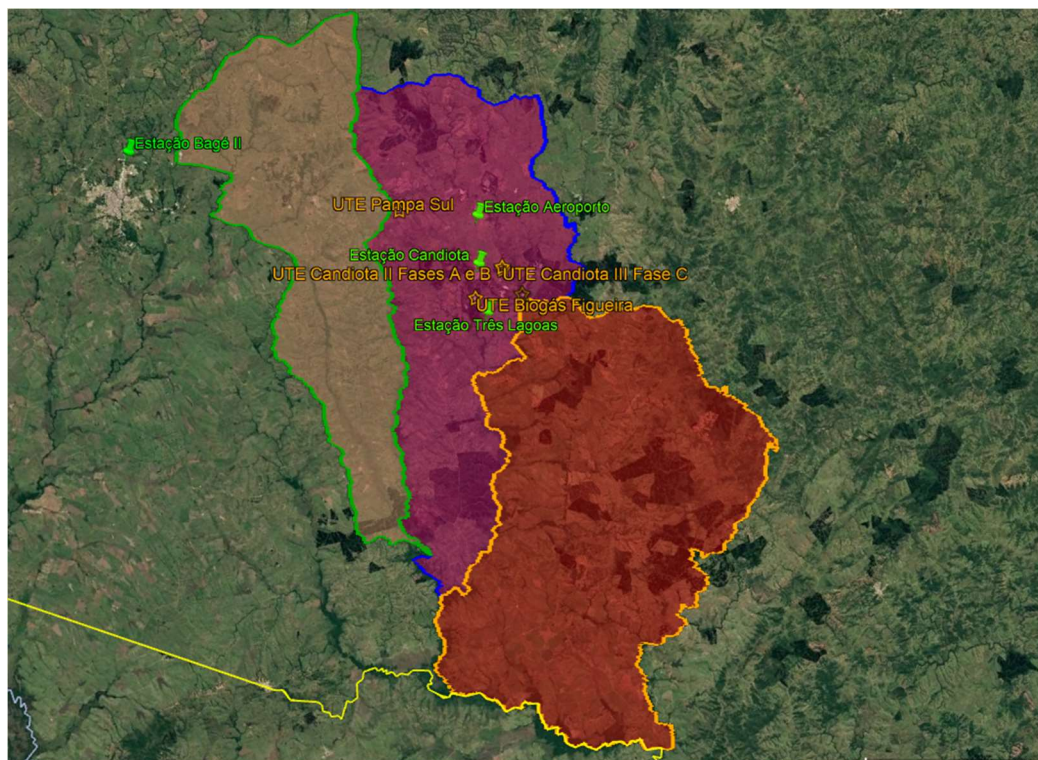 Estação Bagé II
UTE Pampa Sul
Estação Aeroporto
Estação Candiota
UTE Candiota II Fases A e B
UTE Candiota III Fase C
UTE Biogás Figueira
Estação Três Lagoas